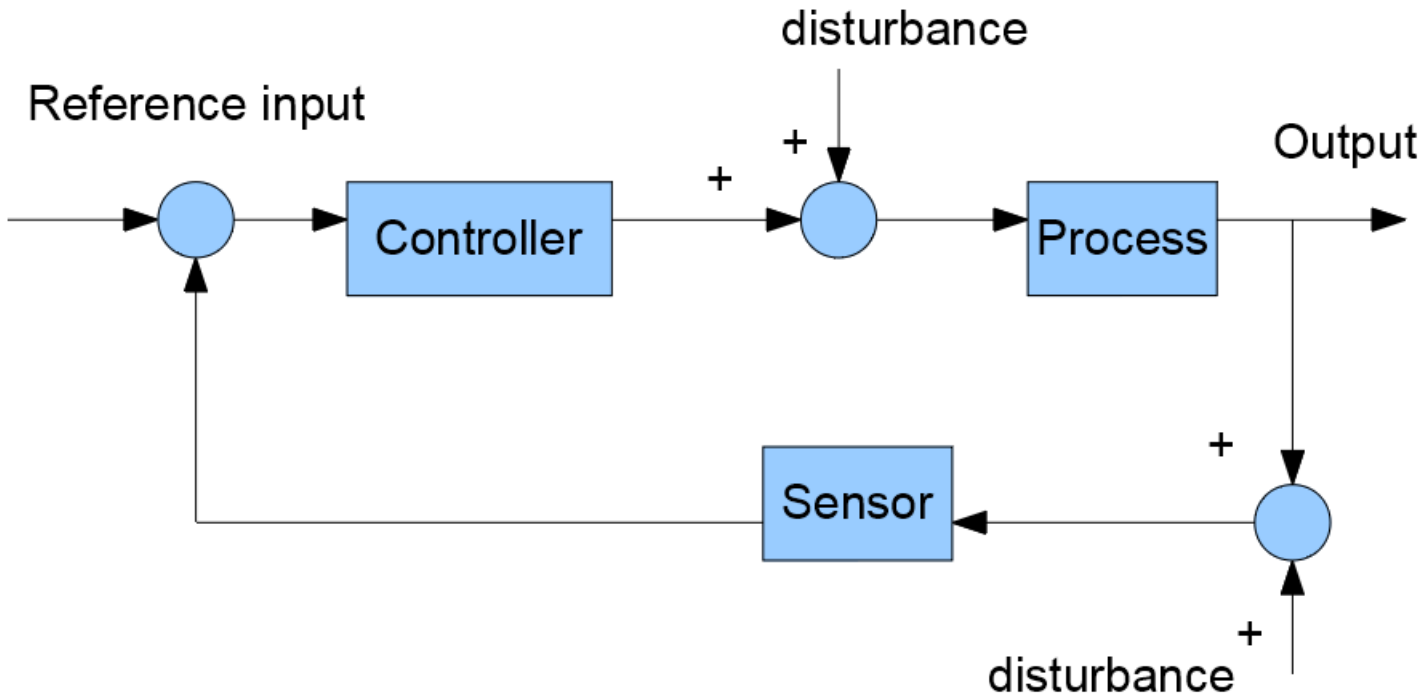 disturbance
Reference input
Output
+
+
Controller
Process
+
Sensor
+
disturbance